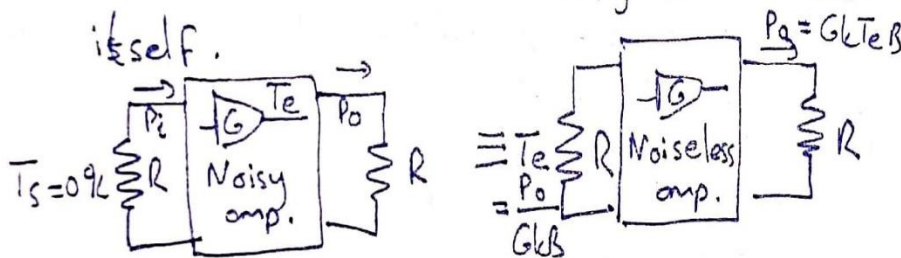 itself.
Pi
G
Te
Po
Ts=0°K
R
Noisy
amp.
R
Po = GkTeB
G
≡ Te
R
Noiseless
amp.
R
= Po
GkB